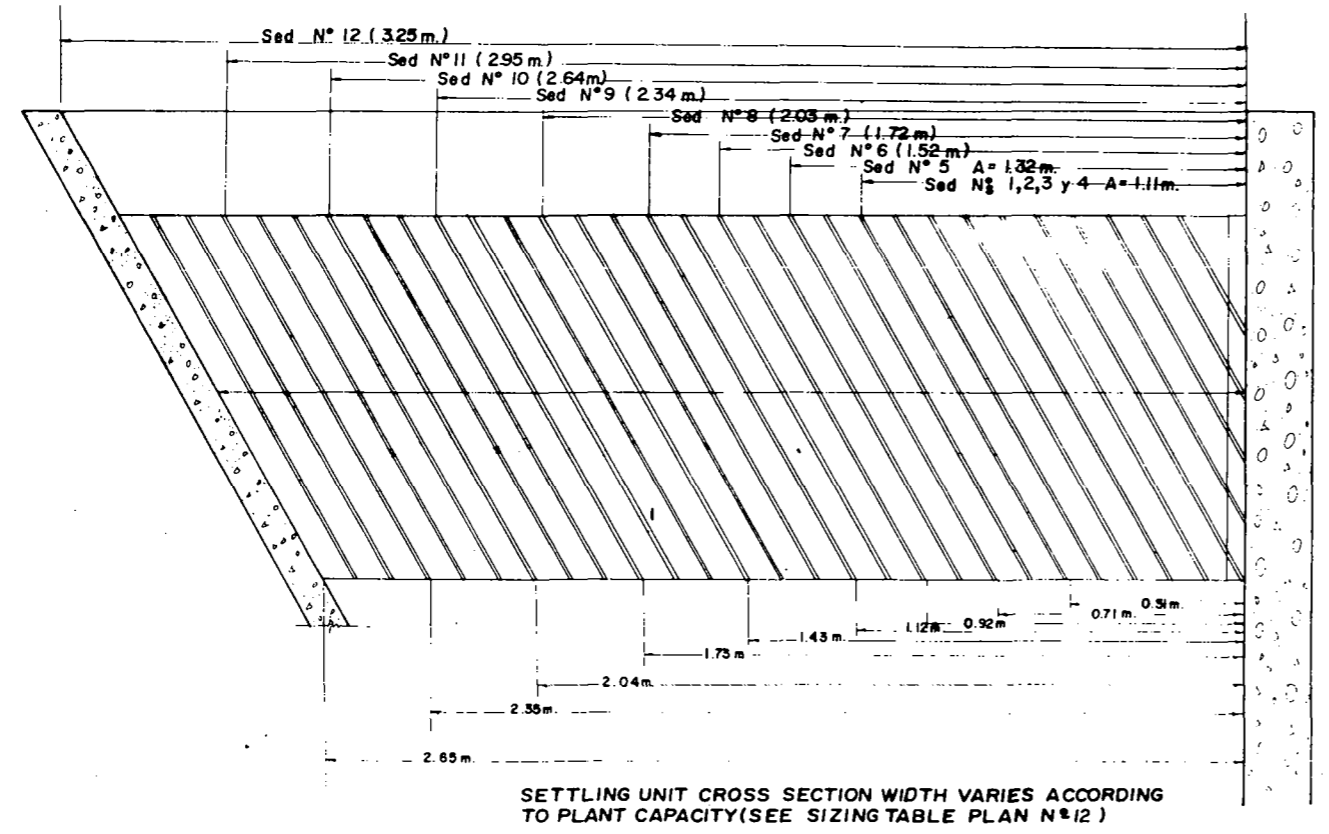 Sed N° 12 (3.25 m.)
Sed N° 11 (2.95 m.)
Sed N° 10 (2.64m)
Sed N° 9 (2.34 m.)
Sed N° 8 (2.03 m.)
Sed N° 7 (1.72 m)
Sed N° 6 (1.52 m)
Sed N° 5 A = 1.32m.
Sed N°s 1,2,3 y 4 A = 1.11m.
0.51m.
0.71 m.
0.92m
1.12m
1.43 m
1.73 m
2.04m
2.35m.
2.65 m.
SETTLING UNIT CROSS SECTION WIDTH VARIES ACCORDING
TO PLANT CAPACITY (SEE SIZING TABLE PLAN N° 12 )